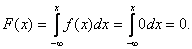 F(x) = ∫_{-∞}^{x} f(x)dx = ∫_{-∞}^{x} 0dx = 0.